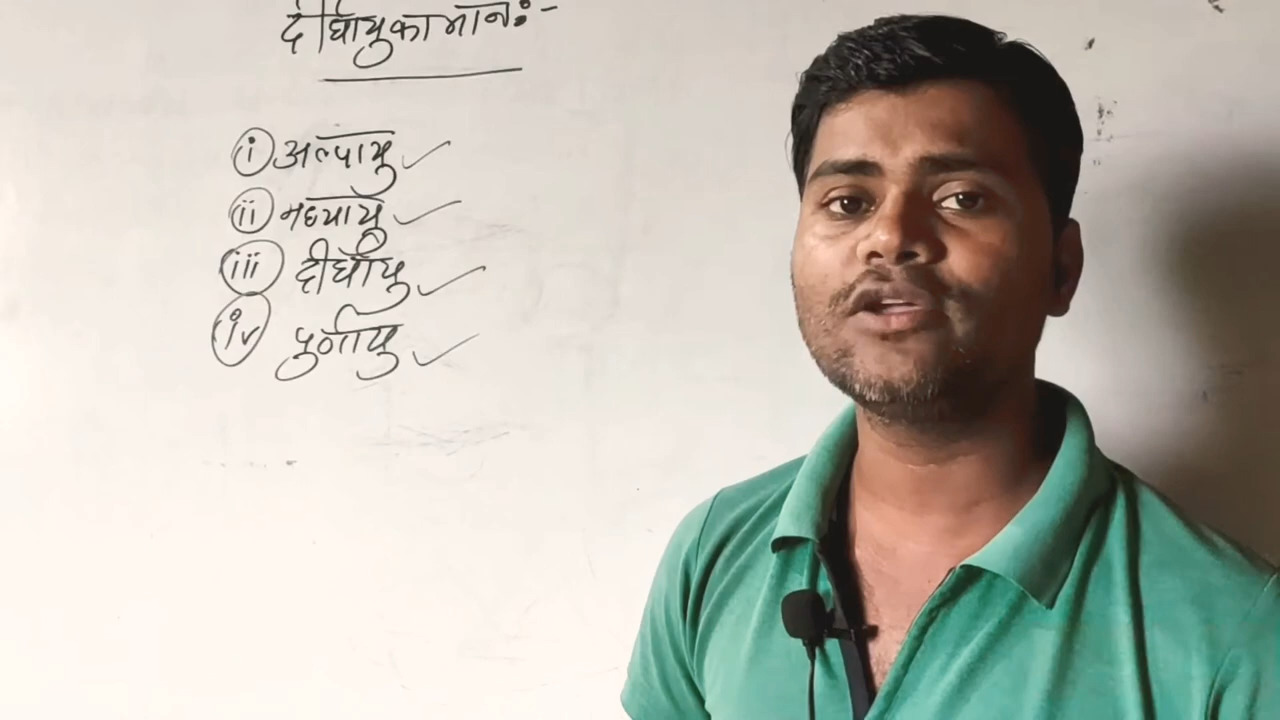 दीर्घायु का मानः-
(i) अल्पायु ✓
(ii) मध्यायु ✓
(iii) दीर्घायु ✓
(iv) पुर्नायु ✓